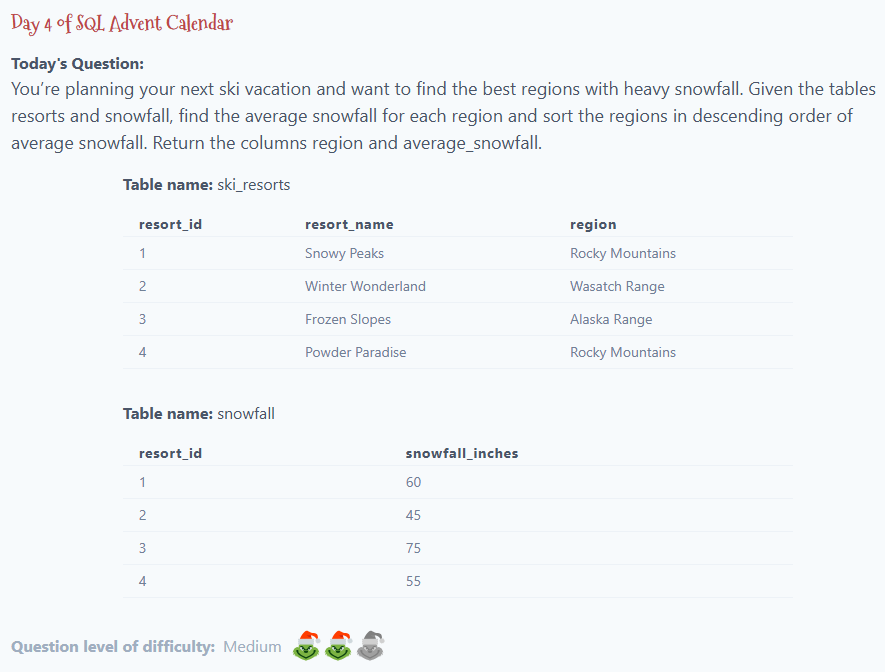 Day 4 of SQL Advent Calendar
Today's Question:
You're planning your next ski vacation and want to find the best regions with heavy snowfall. Given the tables
resorts and snowfall, find the average snowfall for each region and sort the regions in descending order of
average snowfall. Return the columns region and average_snowfall.
Table name: ski_resorts
resort_id resort_name region
1 Snowy Peaks Rocky Mountains
2 Winter Wonderland Wasatch Range
3 Frozen Slopes Alaska Range
4 Powder Paradise Rocky Mountains
Table name: snowfall
resort_id snowfall_inches
1 60
2 45
3 75
4 55
Question level of difficulty: Medium